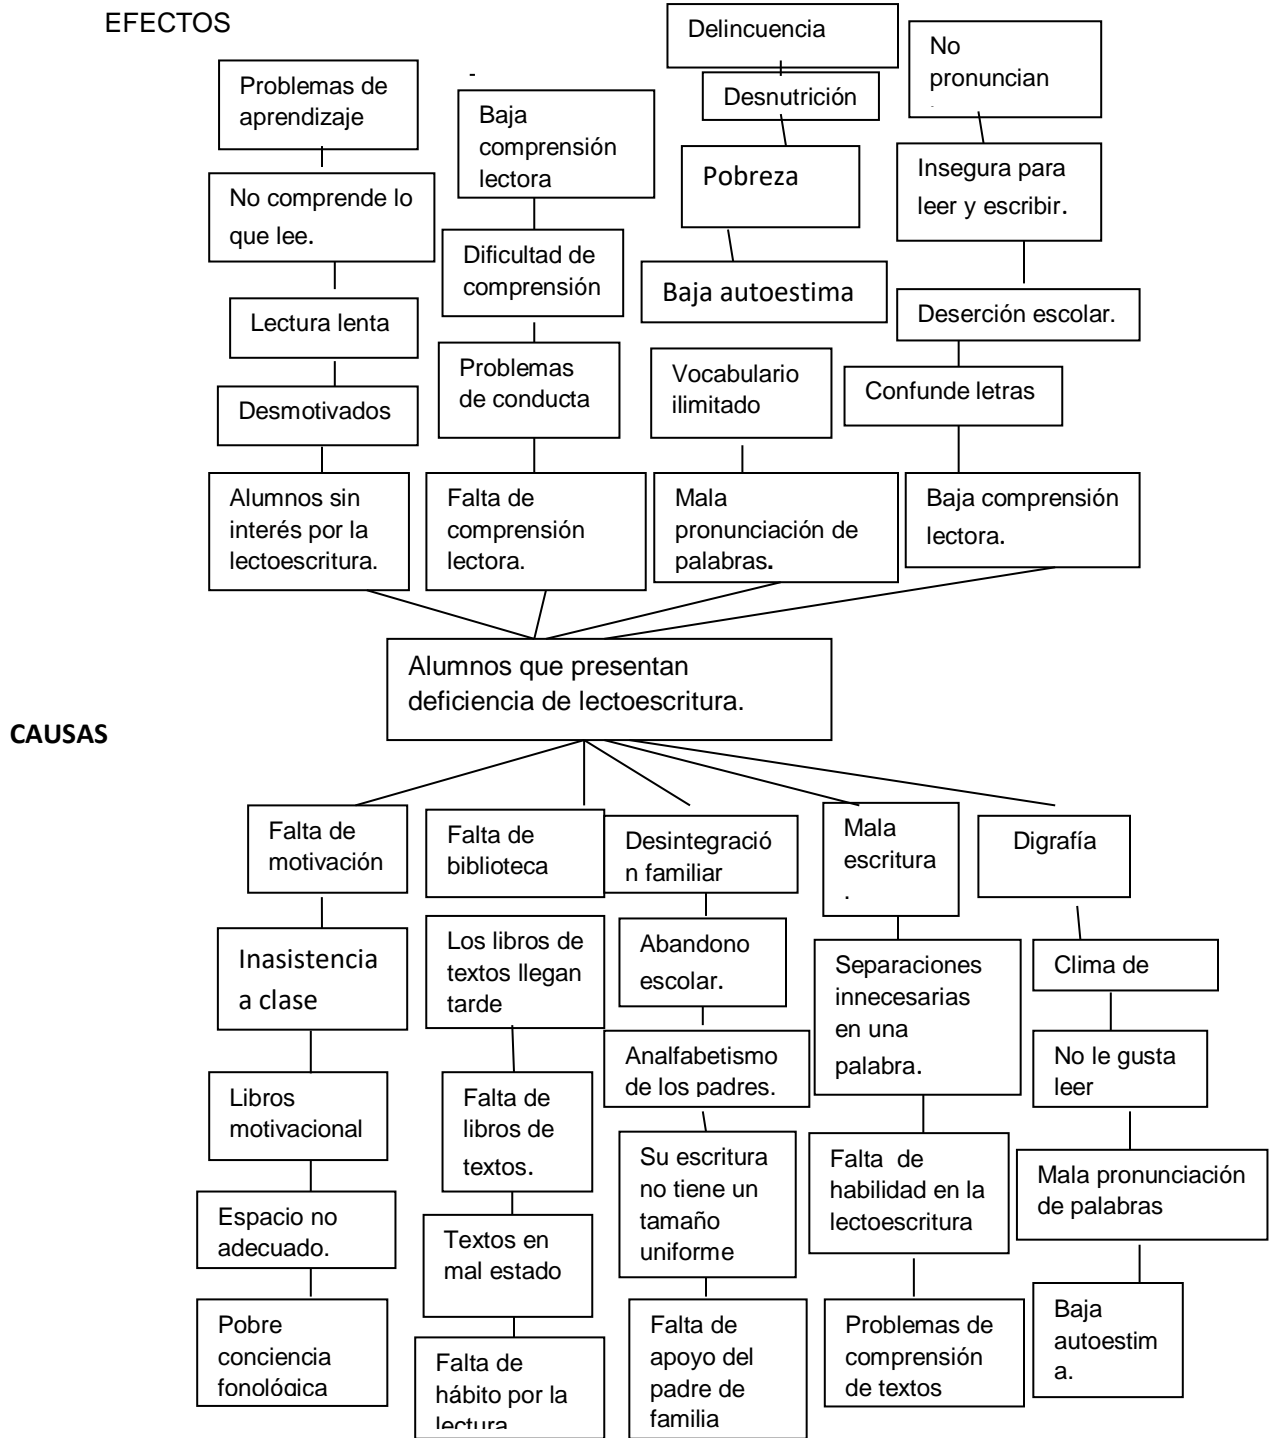 EFECTOS
Problemas de
aprendizaje
No comprende lo
que lee.
Lectura lenta
Desmotivados
Alumnos sin
interés por la
lectoescritura.
-
Baja
comprensión
lectora
Dificultad de
comprensión
Problemas
de conducta
Falta de
comprensión
lectora.
Delincuencia
Desnutrición
Pobreza
Baja autoestima
Vocabulario
ilimitado
Mala
pronunciación de
palabras.
No
pronuncian
Insegura para
leer y escribir.
Deserción escolar.
Confunde letras
Baja comprensión
lectora.
Alumnos que presentan
deficiencia de lectoescritura.
CAUSAS
Falta de
motivación
Inasistencia
a clase
Libros
motivacional
Espacio no
adecuado.
Pobre
conciencia
fonológica
Falta de
biblioteca
Los libros de
textos llegan
tarde
Falta de
libros de
textos.
Textos en
mal estado
Falta de
hábito por la
lectura
Desintegració
n familiar
Abandono
escolar.
Analfabetismo
de los padres.
Su escritura
no tiene un
tamaño
uniforme
Falta de
apoyo del
padre de
familia
Mala
escritura
.
Separaciones
innecesarias
en una
palabra.
Falta de
habilidad en la
lectoescritura
Problemas de
comprensión
de textos
Digrafía
Clima de
No le gusta
leer
Mala pronunciación
de palabras
Baja
autoestim
a.